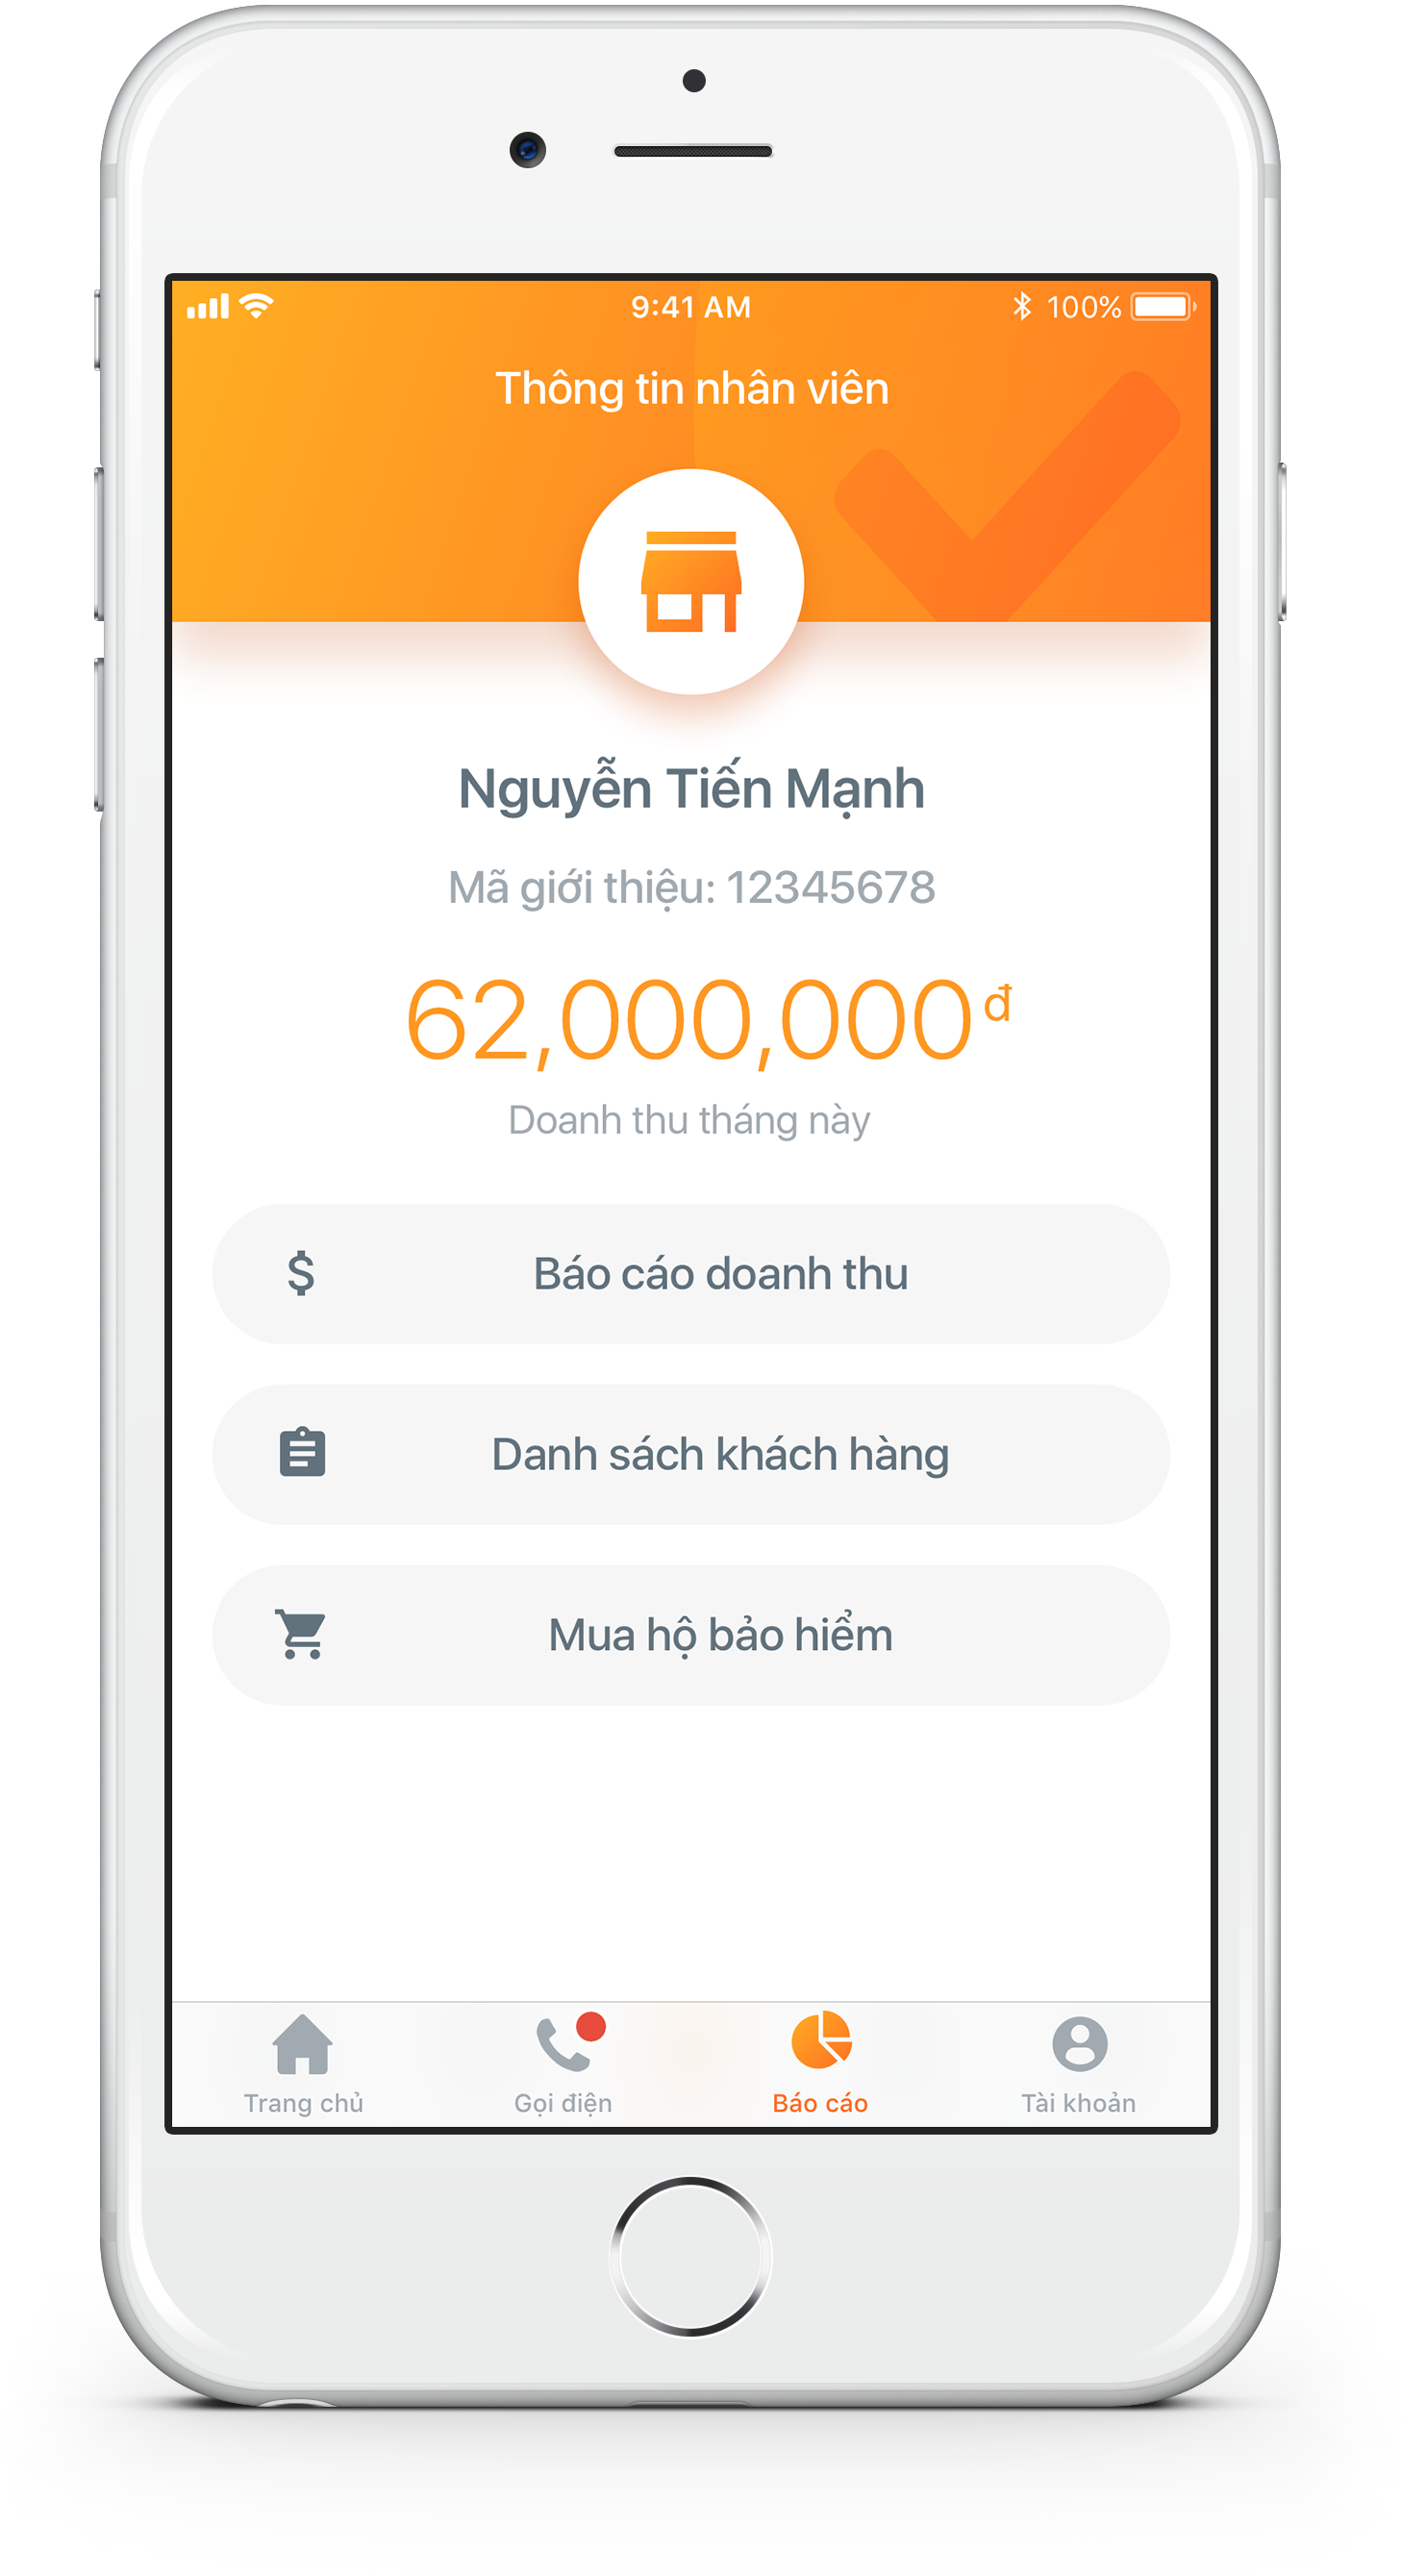 9:41 AM
100%
Thông tin nhân viên
Nguyễn Tiến Mạnh
Mã giới thiệu: 12345678
62,000,000đ
Doanh thu tháng này
$
Báo cáo doanh thu
Danh sách khách hàng
Mua hộ bảo hiểm
Trang chủ
Gọi điện
Báo cáo
Tài khoản